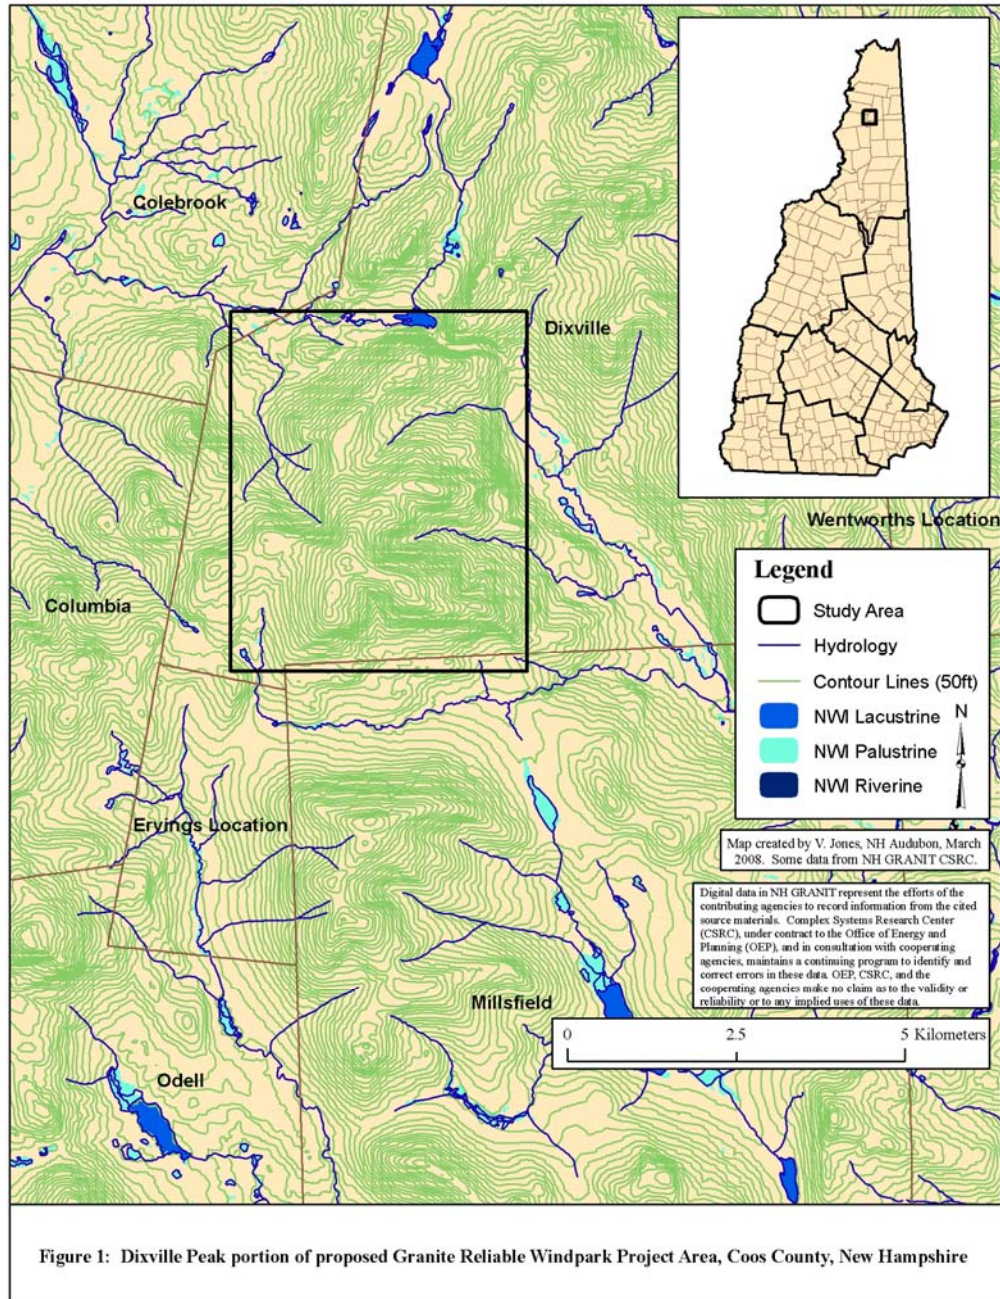 Colebrook
Dixville
Wentworths Location
Columbia
Ervings Location
Millsfield
Odell
Legend
Study Area
Hydrology
Contour Lines (50ft)
NWI Lacustrine
NWI Palustrine
NWI Riverine
N
Map created by V. Jones, NH Audubon, March
2008. Some data from NH GRANIT CSRC.
Digital data in NH GRANIT represent the efforts of the
contributing agencies to record information from the cited
source materials. Complex Systems Research Center
(CSRC), under contract to the Office of Energy and
Planning (OEP), and in consultation with cooperating
agencies, maintains a continuing program to identify and
correct errors in these data. OEP, CSRC, and the
cooperating agencies make no claim as to the validity or
reliability or to any implied uses of these data.
0 2.5 5 Kilometers
Figure 1: Dixville Peak portion of proposed Granite Reliable Windpark Project Area, Coos County, New Hampshire